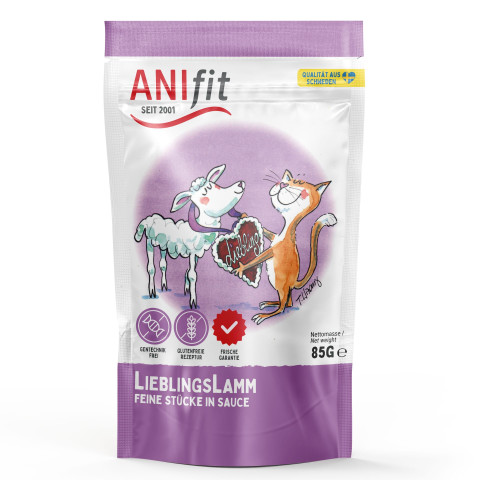 ANIfit
SEIT 2001
QUALITÄT AUS
SCHWEDEN
Liebling
T. Löwing
GENTECHNIK
FREI
GLUTENFREIE
REZEPTUR
FRISCHE
GARANTIE
Nettomasse /
Net weight
85G e
LIEBLINGSLAMM
FEINE STÜCKE IN SAUCE